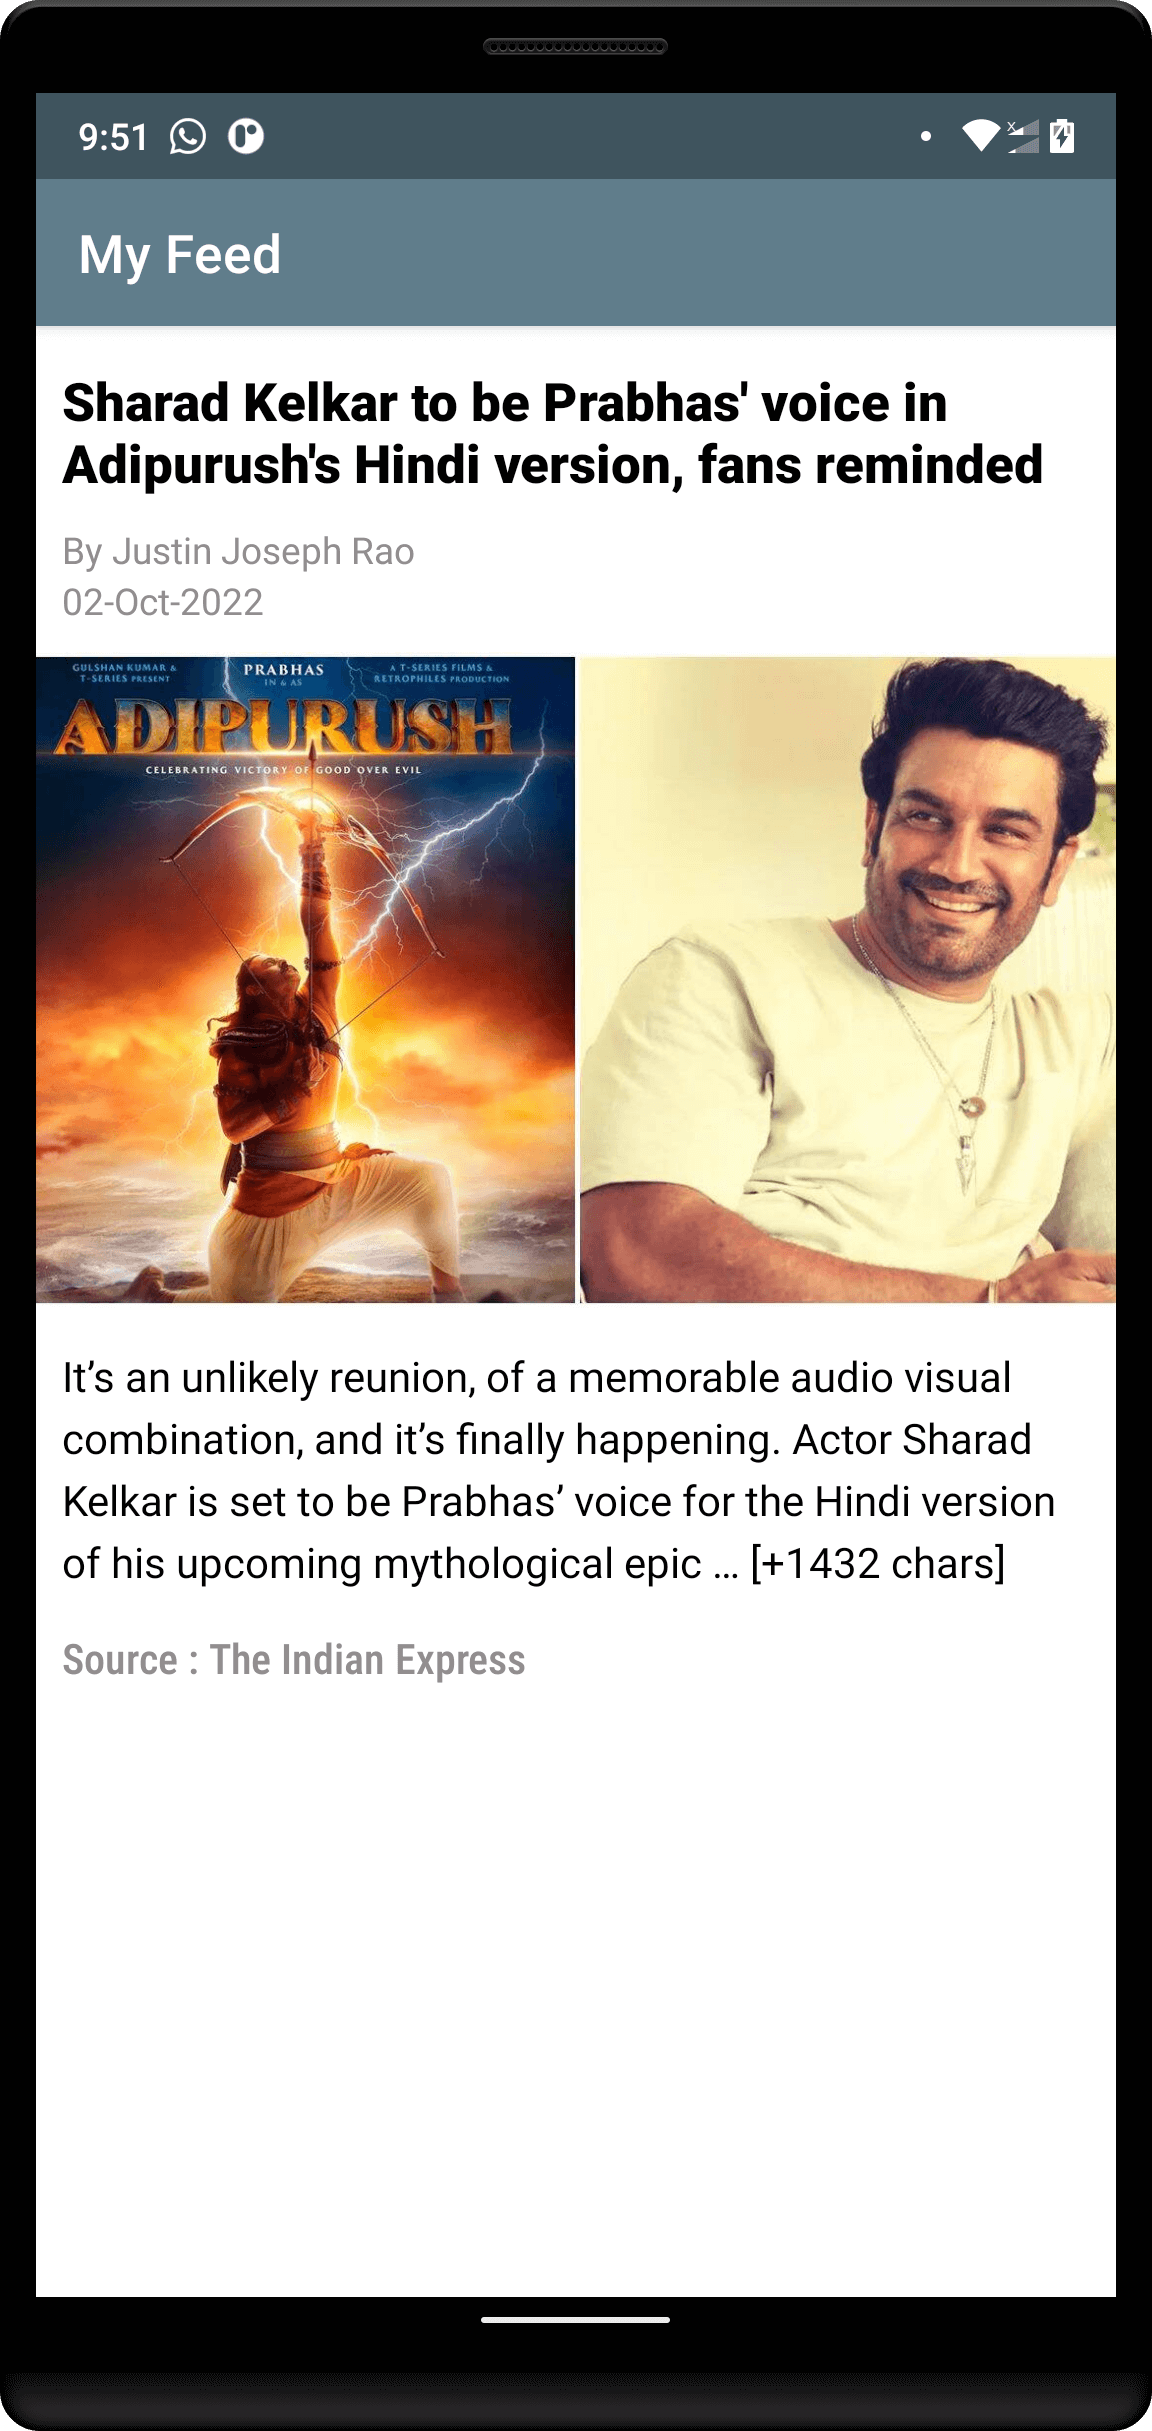 9:51
My Feed
Sharad Kelkar to be Prabhas' voice in
Adipurush's Hindi version, fans reminded
By Justin Joseph Rao
02-Oct-2022
GULSHAN KUMAR &
T-SERIES PRESENT
PRABHAS
IN & AS
A T-SERIES FILMS &
RETROPHILES PRODUCTION
ADIPURUSH
CELEBRATING VICTORY OF GOOD OVER EVIL
It’s an unlikely reunion, of a memorable audio visual
combination, and it’s finally happening. Actor Sharad
Kelkar is set to be Prabhas’ voice for the Hindi version
of his upcoming mythological epic … [+1432 chars]
Source : The Indian Express